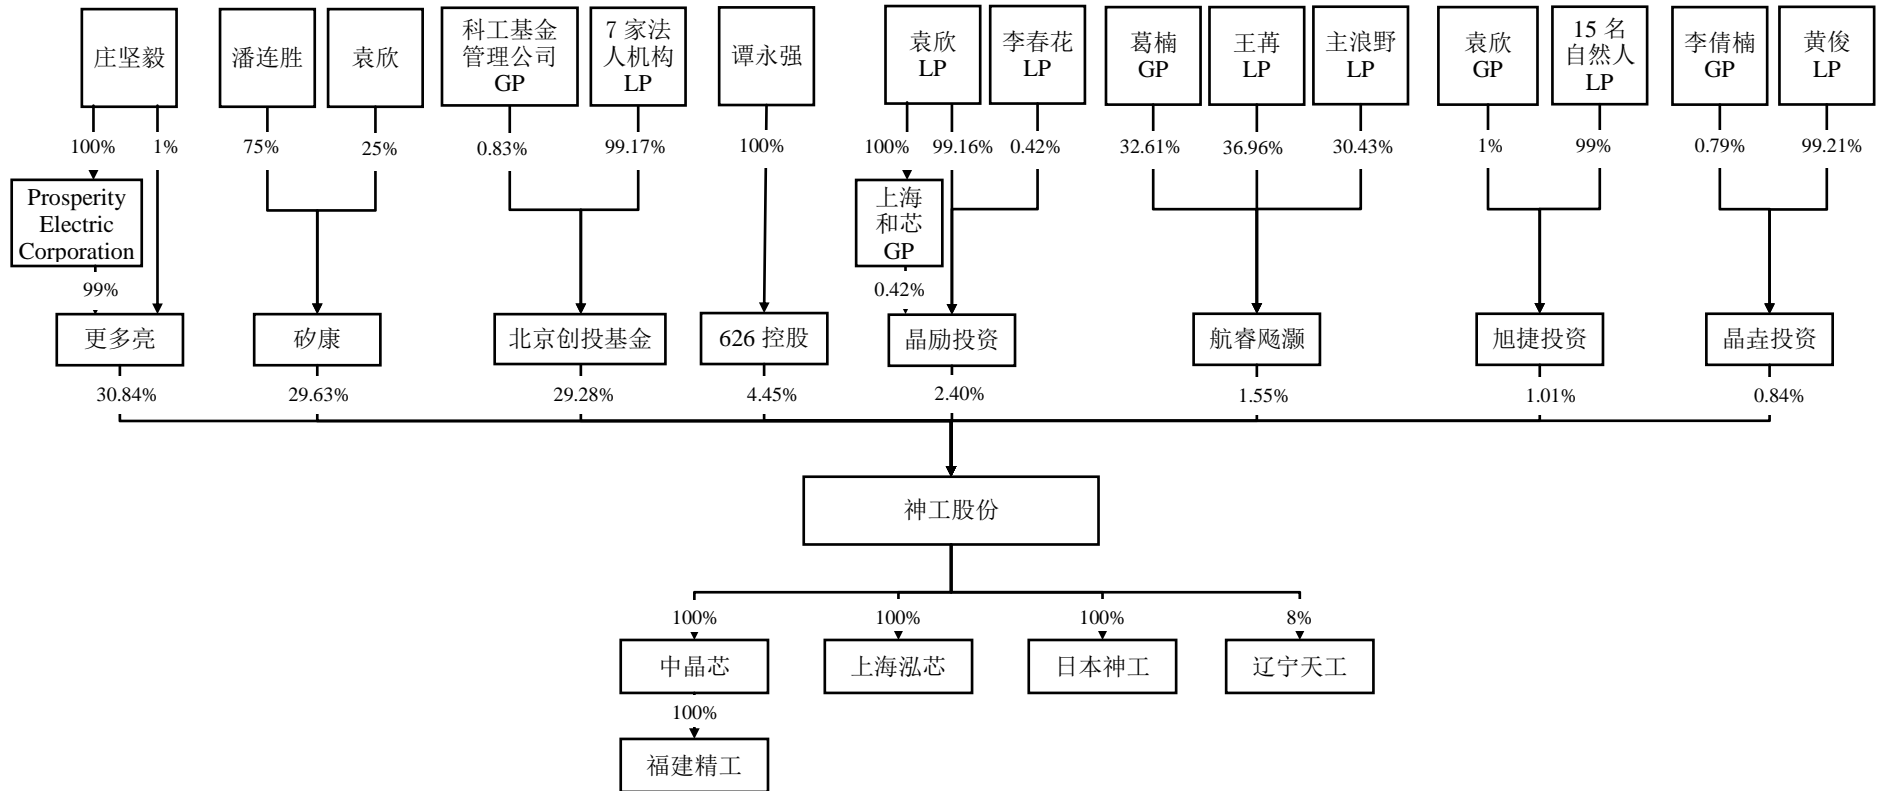 庄坚毅
潘连胜
袁欣
科工基金
管理公司
GP
7 家法
人机构
LP
谭永强
袁欣
LP
李春花
LP
葛楠
GP
王苒
LP
主浪野
LP
袁欣
GP
15 名
自然人
LP
李倩楠
GP
黄俊
LP
100%
1%
75%
25%
0.83%
99.17%
100%
100%
99.16%
0.42%
32.61%
36.96%
30.43%
1%
99%
0.79%
99.21%
Prosperity
Electric
Corporation
上海
和芯
GP
99%
0.42%
更多亮
矽康
北京创投基金
626 控股
晶励投资
航睿飏灏
旭捷投资
晶垚投资
30.84%
29.63%
29.28%
4.45%
2.40%
1.55%
1.01%
0.84%
神工股份
100%
100%
100%
8%
中晶芯
上海泓芯
日本神工
辽宁天工
100%
福建精工